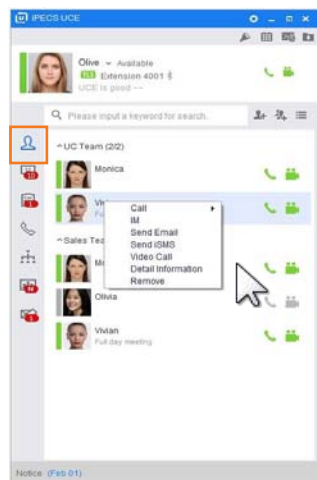 iPECS UCE
Olive Available
Extension 4001
UCE is good ~~
Please input a keyword for search.
UC Team (2/2)
Monica
Call
IM
Send Email
Send iSMS
Video Call
Detail Information
Remove
Sales Tea
Olivia
Vivian
Full day meeting
Notice (Feb 01)